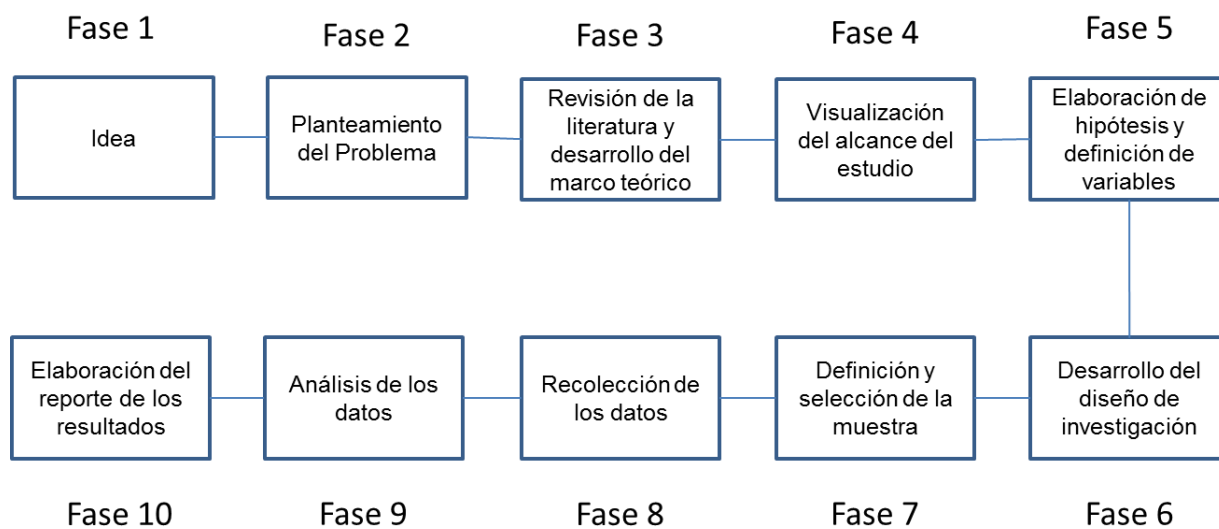 Fase 1
Fase 2
Fase 3
Fase 4
Fase 5
Idea
Planteamiento
del Problema
Revisión de la
literatura y
desarrollo del
marco teórico
Visualización
del alcance del
estudio
Elaboración de
hipótesis y
definición de
variables
Elaboración del
reporte de los
resultados
Análisis de los
datos
Recolección de
los datos
Definición y
selección de la
muestra
Desarrollo del
diseño de
investigación
Fase 10
Fase 9
Fase 8
Fase 7
Fase 6